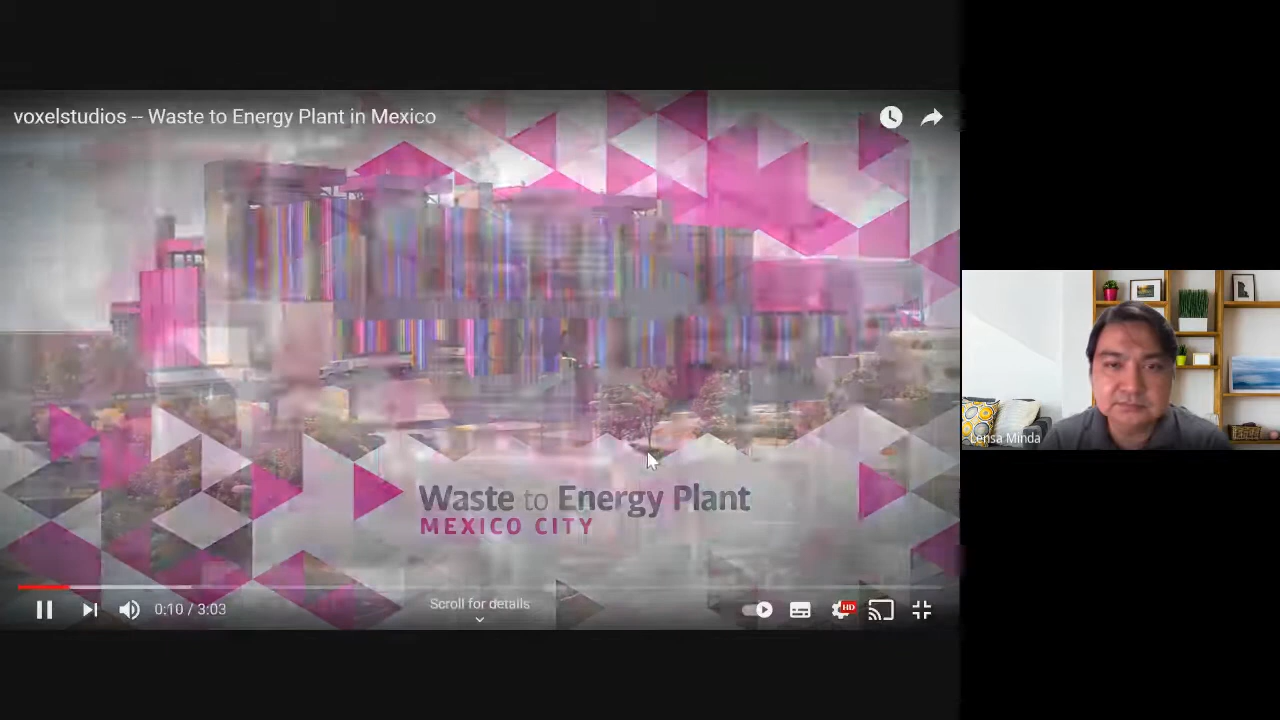 voxelstudios -- Waste to Energy Plant in Mexico
Waste to Energy Plant
MEXICO CITY
Scroll for details
0:10 / 3:03
HD
Lensa Minda